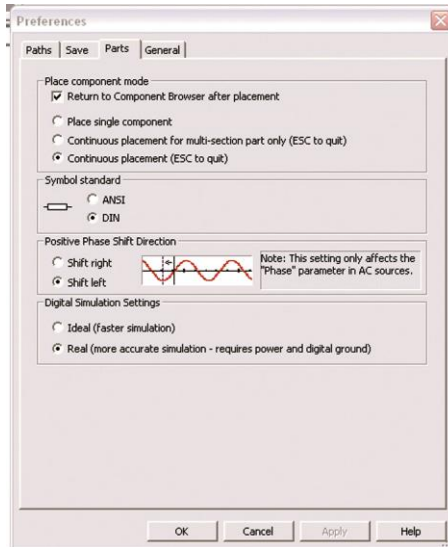 Preferences
Paths
Save
Parts
General
Place component mode
Return to Component Browser after placement
Place single component
Continuous placement for multi-section part only (ESC to quit)
Continuous placement (ESC to quit)
Symbol standard
ANSI
DIN
Positive Phase Shift Direction
Shift right
Shift left
Note: This setting only affects the
"Phase" parameter in AC sources.
Digital Simulation Settings
Ideal (faster simulation)
Real (more accurate simulation - requires power and digital ground)
OK
Cancel
Apply
Help